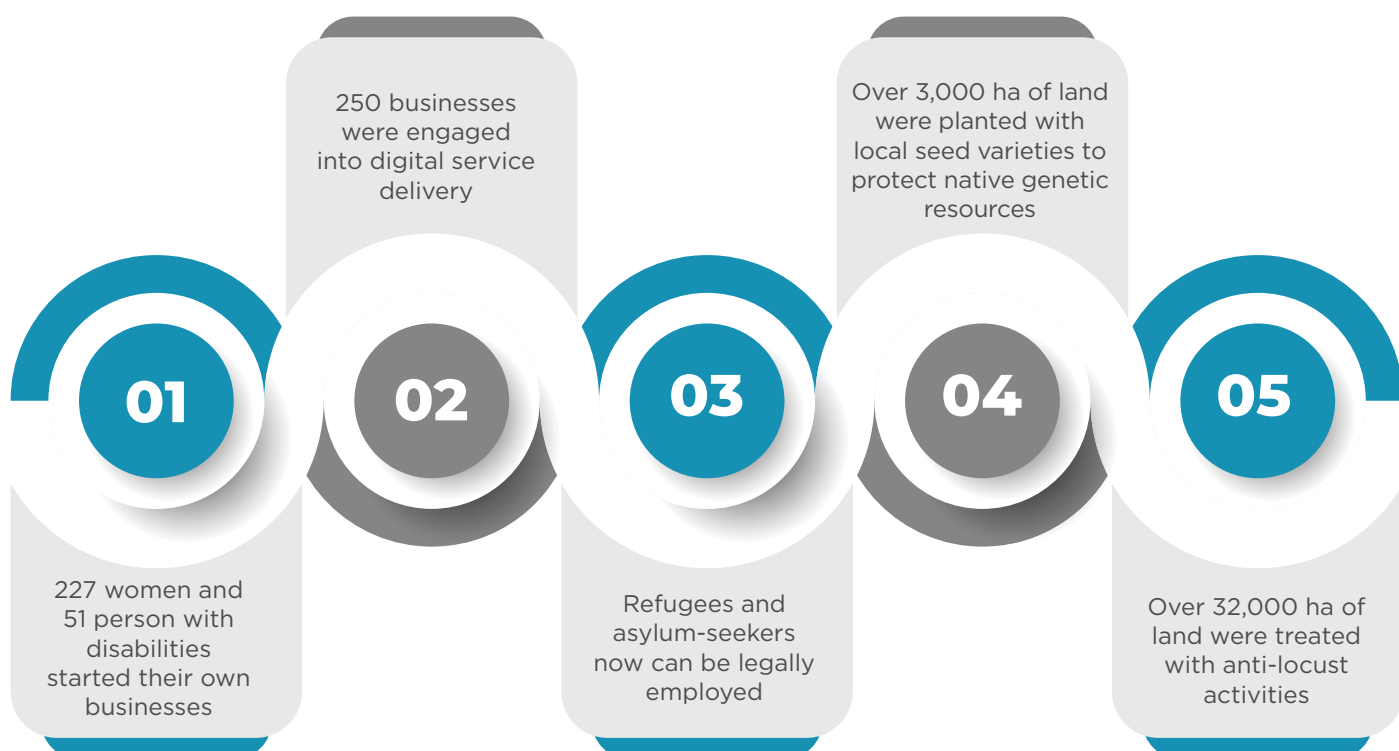 01
227 women and
51 person with
disabilities
started their own
businesses
02
250 businesses
were engaged
into digital service
delivery
03
Refugees and
asylum-seekers
now can be legally
employed
04
Over 3,000 ha of land
were planted with
local seed varieties to
protect native genetic
resources
05
Over 32,000 ha of
land were treated
with anti-locust
activities